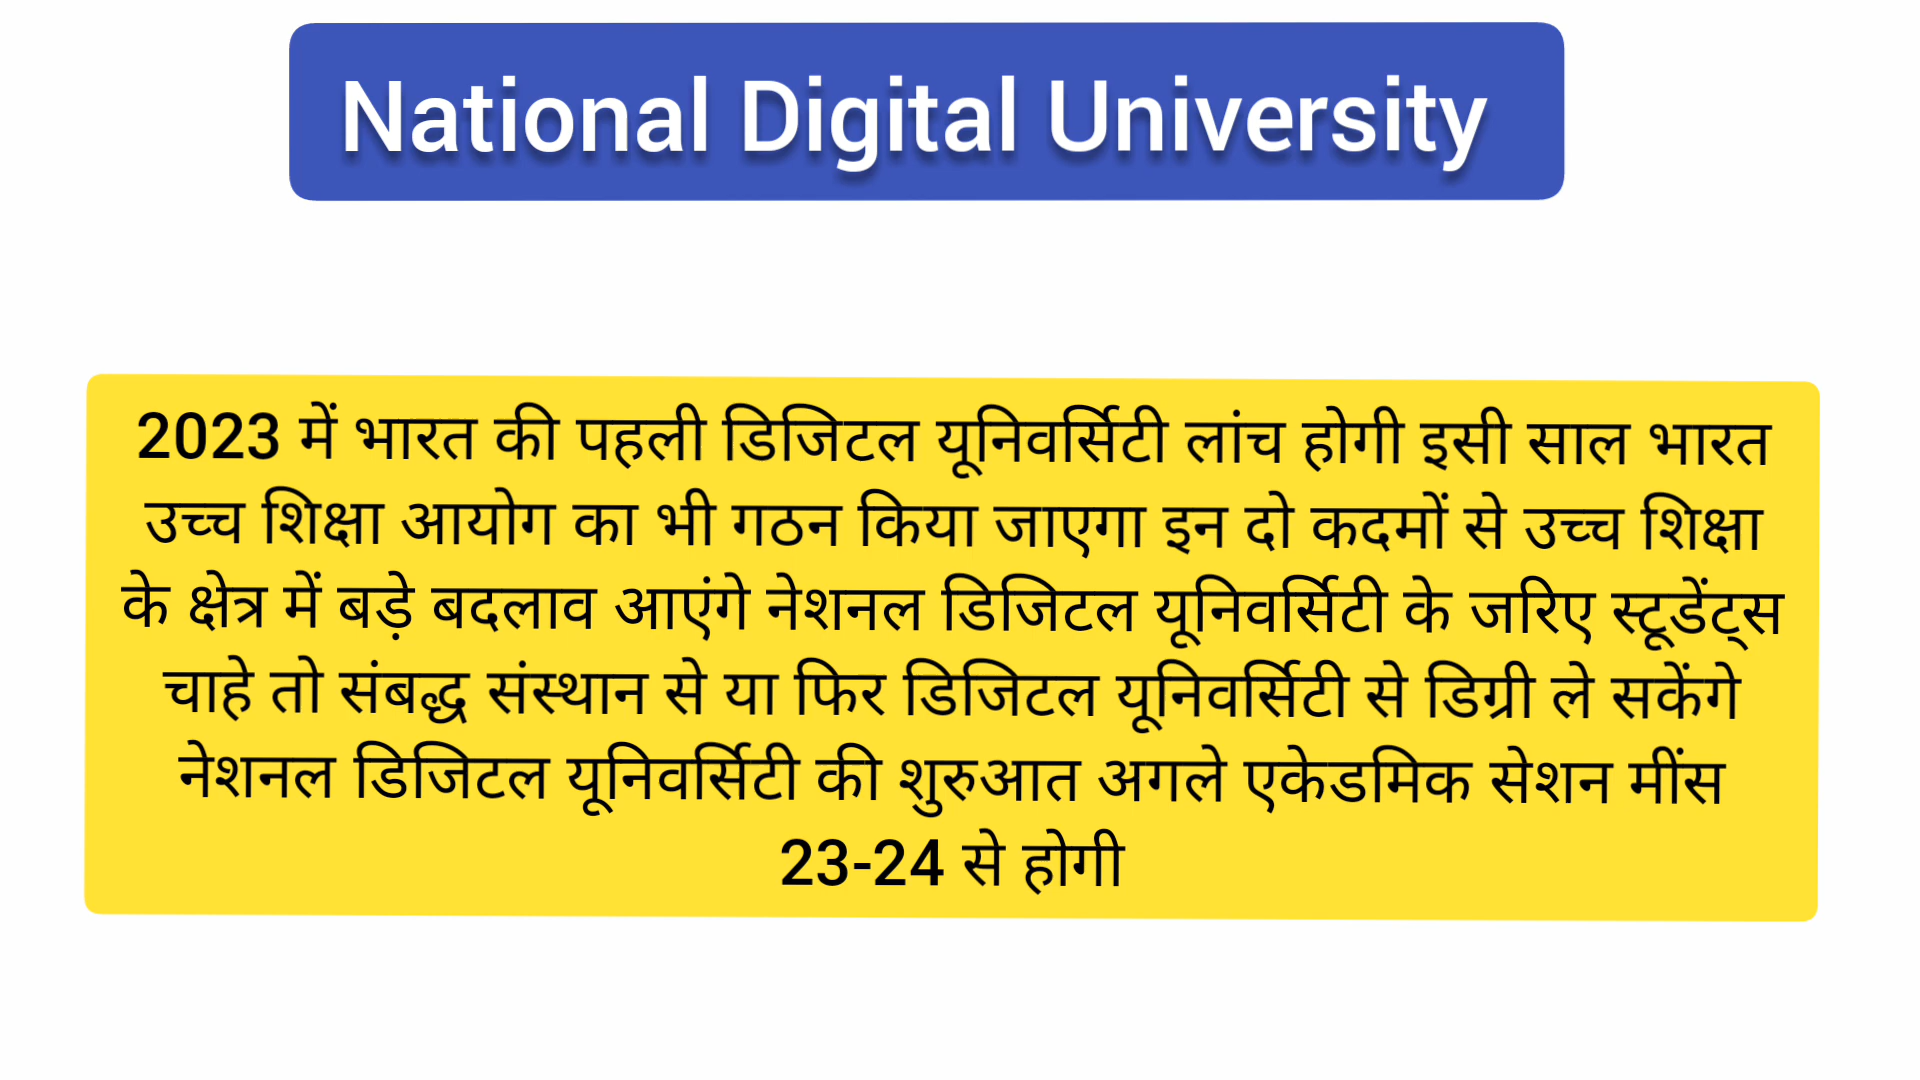 National Digital University
2023 में भारत की पहली डिजिटल यूनिवर्सिटी लांच होगी इसी साल भारत
उच्च शिक्षा आयोग का भी गठन किया जाएगा इन दो कदमों से उच्च शिक्षा
के क्षेत्र में बड़े बदलाव आएंगे नेशनल डिजिटल यूनिवर्सिटी के जरिए स्टूडेंट्स
चाहे तो संबद्ध संस्थान से या फिर डिजिटल यूनिवर्सिटी से डिग्री ले सकेंगे
नेशनल डिजिटल यूनिवर्सिटी की शुरुआत अगले एकेडमिक सेशन मींस
23-24 से होगी